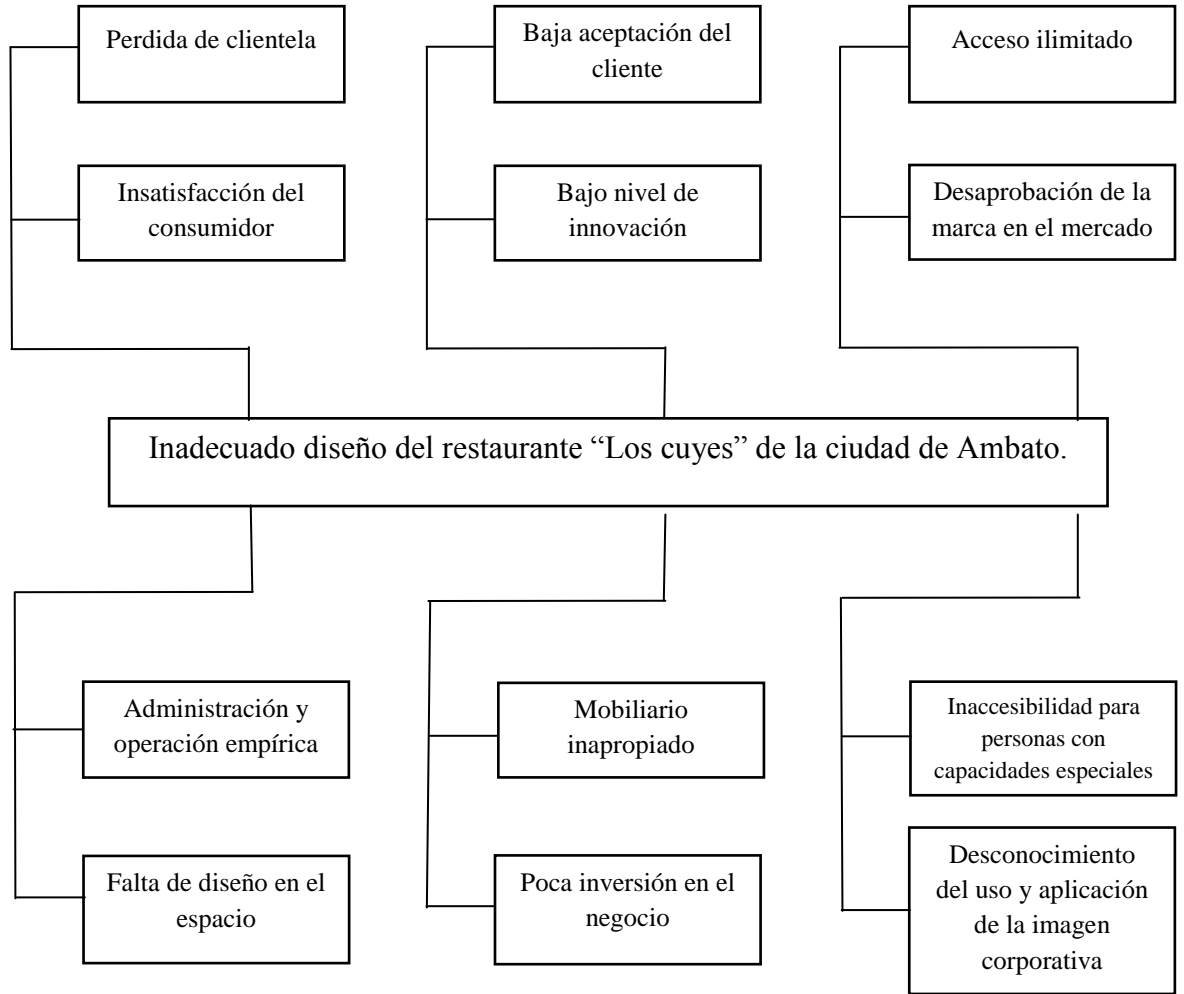 Perdida de clientela
Baja aceptación del
cliente
Acceso ilimitado
Insatisfacción del
consumidor
Bajo nivel de
innovación
Desaprobación de la
marca en el mercado
Inadecuado diseño del restaurante “Los cuyes” de la ciudad de Ambato.
Administración y
operación empírica
Mobiliario
inapropiado
Inaccesibilidad para
personas con
capacidades especiales
Falta de diseño en el
espacio
Poca inversión en el
negocio
Desconocimiento
del uso y aplicación
de la imagen
corporativa